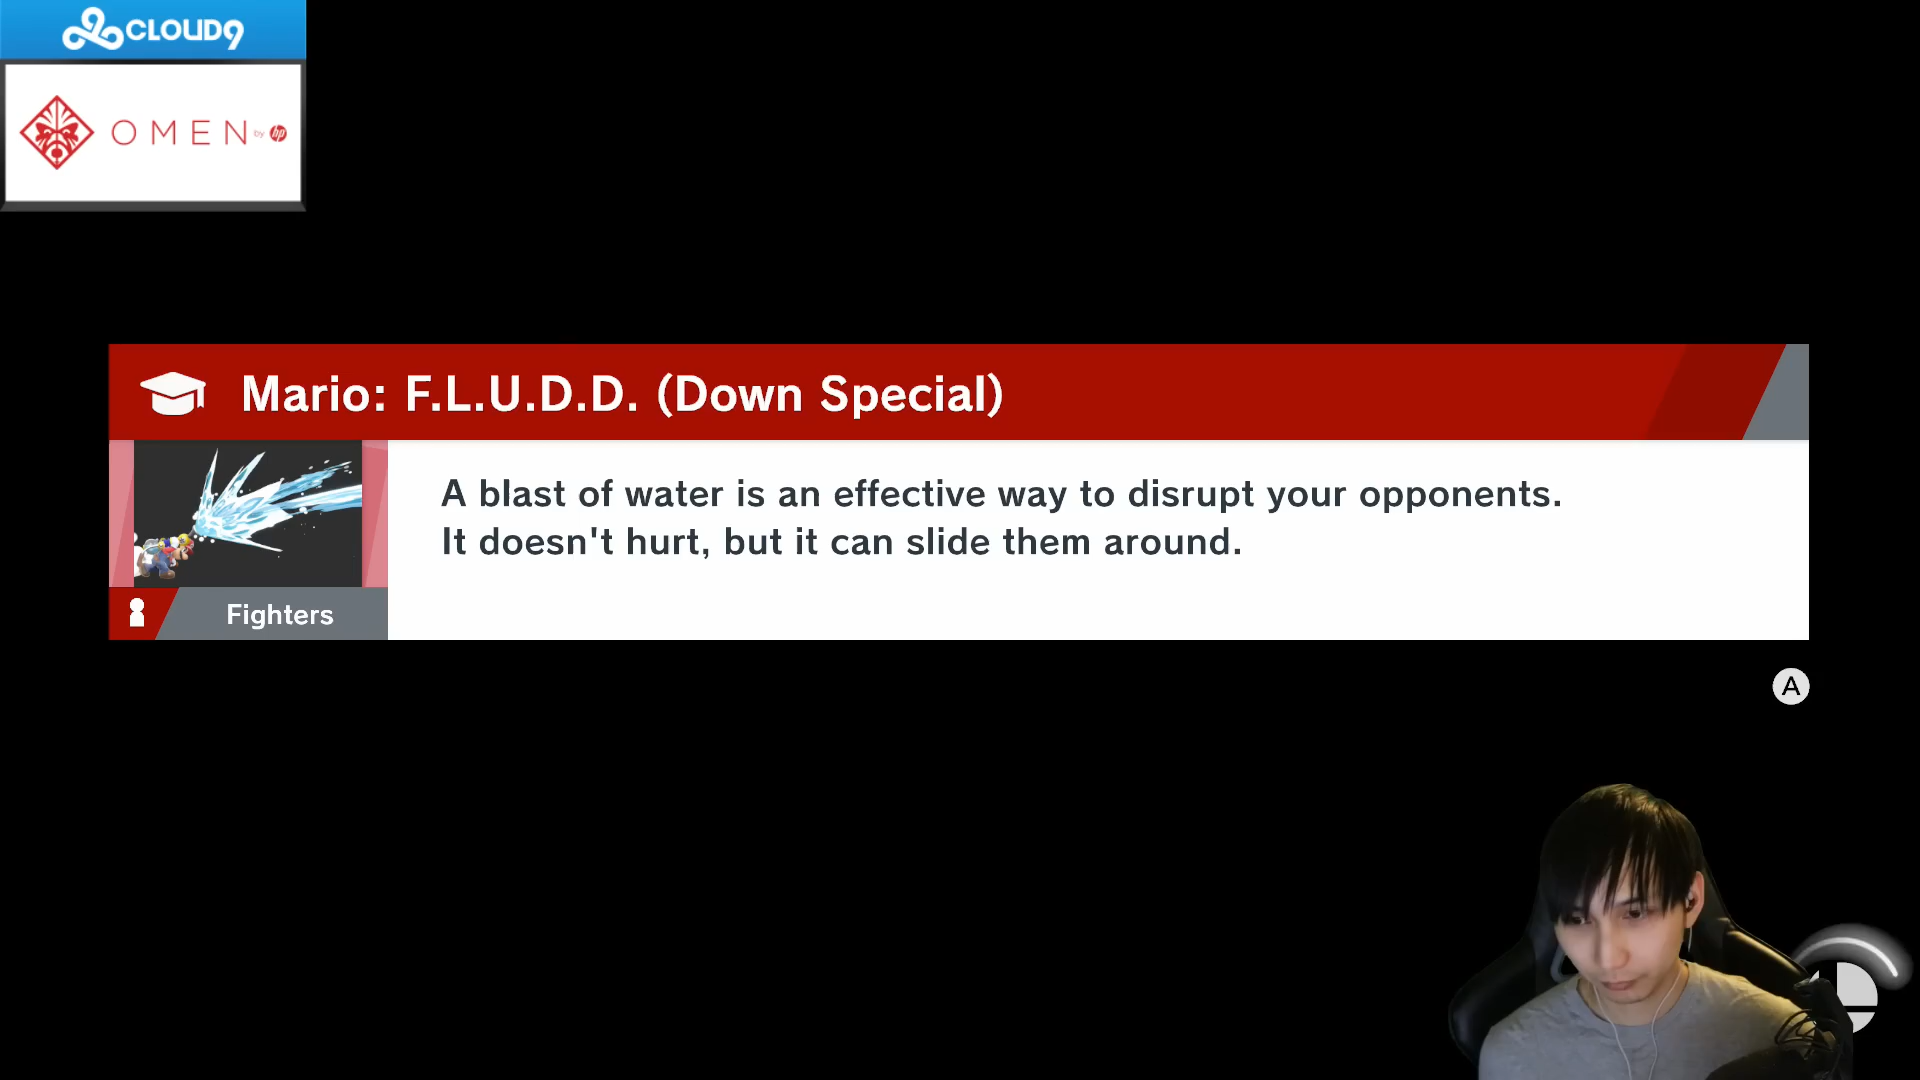 CLOUD9
OMEN by hp
Mario: F.L.U.D.D. (Down Special)
A blast of water is an effective way to disrupt your opponents.
It doesn't hurt, but it can slide them around.
Fighters
A